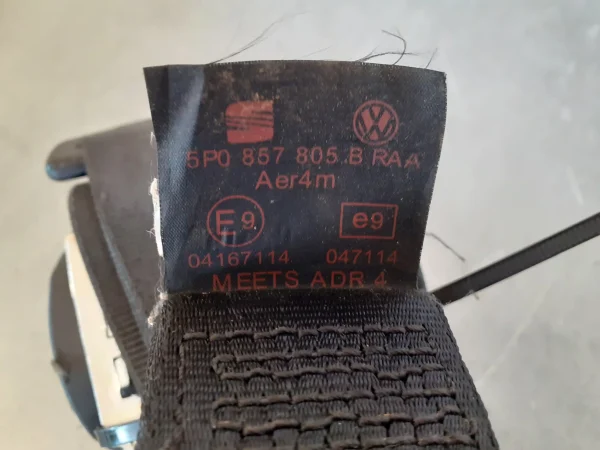 5P0 857 805 B RAA
Aer4m
E9 e9
04167114 047114
MEETS ADR 4